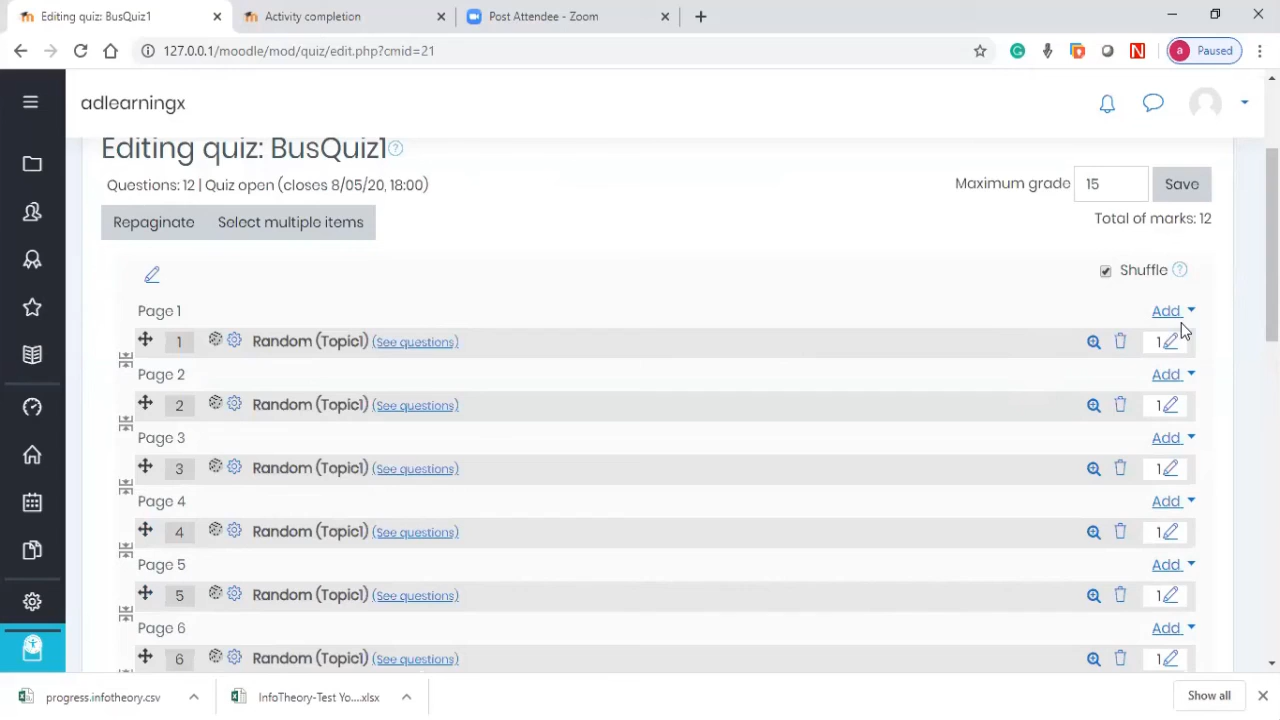 Editing quiz: BusQuiz1
Activity completion
Post Attendee - Zoom
127.0.0.1/moodle/mod/quiz/edit.php?cmid=21
a Paused
adlearningx
Editing quiz: BusQuiz1
Questions: 12 | Quiz open (closes 8/05/20, 18:00)
Maximum grade 15 Save
Total of marks: 12
Repaginate Select multiple items
Shuffle
Page 1 Add
1 Random (Topic1) (See questions) 1
Page 2 Add
2 Random (Topic1) (See questions) 1
Page 3 Add
3 Random (Topic1) (See questions) 1
Page 4 Add
4 Random (Topic1) (See questions) 1
Page 5 Add
5 Random (Topic1) (See questions) 1
Page 6 Add
6 Random (Topic1) (See questions) 1
progress.infotheory.csv
InfoTheory-Test Yo....xlsx
Show all